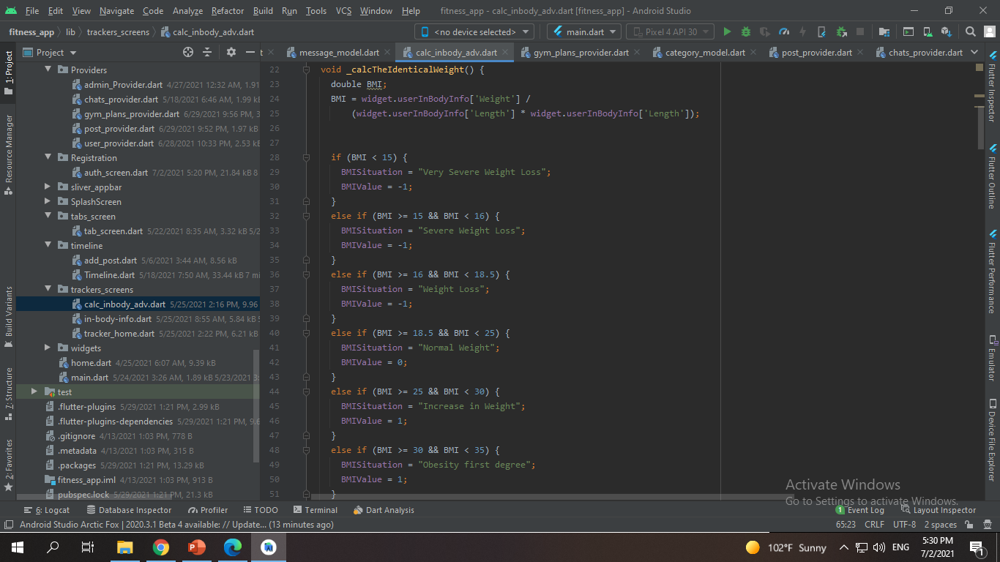 File Edit View Navigate Code Analyze Refactor Build Run Tools VCS Window Help fitness_app - calc_inbody_adv.dart [fitness_app] - Android Studio
fitness_app lib trackers_screens calc_inbody_adv.dart <no device selected> main.dart Pixel 4 API 30
Project t message_model.dart calc_inbody_adv.dart gym_plans_provider.dart category_model.dart post_provider.dart chats_provider.dart
1: Project
Resource Manager
Build Variants
7: Structure
2: Favorites
Providers
admin_Provider.dart 4/27/2021 12:32 AM, 1.91
chats_provider.dart 5/18/2021 6:46 AM, 1.99 kB
gym_plans_provider.dart 6/29/2021 9:56 PM, 3
post_provider.dart 6/29/2021 9:52 PM, 1.97 kB
user_provider.dart 6/28/2021 10:33 PM, 2.53 kB
Registration
auth_screen.dart 7/2/2021 5:20 PM, 21.84 kB 8
sliver_appbar
SplashScreen
tabs_screen
tab_screen.dart 5/22/2021 8:35 AM, 3.32 kB 5/2
timeline
add_post.dart 5/6/2021 3:44 AM, 8.56 kB
Timeline.dart 5/18/2021 7:50 AM, 33.44 kB 7 mi
trackers_screens
calc_inbody_adv.dart 5/25/2021 2:16 PM, 9.96
in-body-info.dart 5/25/2021 8:55 AM, 5.84 kB
tracker_home.dart 5/25/2021 2:22 PM, 6.21 kB
widgets
home.dart 4/25/2021 6:07 AM, 9.39 kB
main.dart 5/24/2021 3:26 AM, 1.89 kB 5/23/2021
test
.flutter-plugins 5/29/2021 1:21 PM, 2.99 kB
.flutter-plugins-dependencies 5/29/2021 1:21 PM, 9.6
.gitignore 4/13/2021 1:03 PM, 778 B
.metadata 4/13/2021 1:03 PM, 315 B
.packages 5/29/2021 1:21 PM, 13.29 kB
fitness_app.iml 4/13/2021 1:03 PM, 913 B
pubspec.lock 5/29/2021 1:21 PM, 21.3 kB
22 void _calcTheIdenticalWeight() {
23 double BMI;
24 BMI = widget.userInBodyInfo['Weight'] /
25 (widget.userInBodyInfo['Length'] * widget.userInBodyInfo['Length']);
26
27
28 if (BMI < 15) {
29 BMISituation = "Very Severe Weight Loss";
30 BMIValue = -1;
31 }
32 else if (BMI >= 15 && BMI < 16) {
33 BMISituation = "Severe Weight Loss";
34 BMIValue = -1;
35 }
36 else if (BMI >= 16 && BMI < 18.5) {
37 BMISituation = "Weight Loss";
38 BMIValue = -1;
39 }
40 else if (BMI >= 18.5 && BMI < 25) {
41 BMISituation = "Normal Weight";
42 BMIValue = 0;
43 }
44 else if (BMI >= 25 && BMI < 30) {
45 BMISituation = "Increase in Weight";
46 BMIValue = 1;
47 }
48 else if (BMI >= 30 && BMI < 35) {
49 BMISituation = "Obesity first degree";
50 BMIValue = 1;
51 }
Flutter Inspector
Flutter Outline
Flutter Performance
Emulator
Device File Explorer
Activate Windows
Go to Settings to activate Windows.
6: Logcat Database Inspector Profiler TODO Terminal Dart Analysis 1 Event Log Layout Inspector
Android Studio Arctic Fox | 2020.3.1 Beta 4 available: // Update... (13 minutes ago) 65:23 CRLF UTF-8 2 spaces
102°F Sunny ENG 5:30 PM
7/2/2021
1